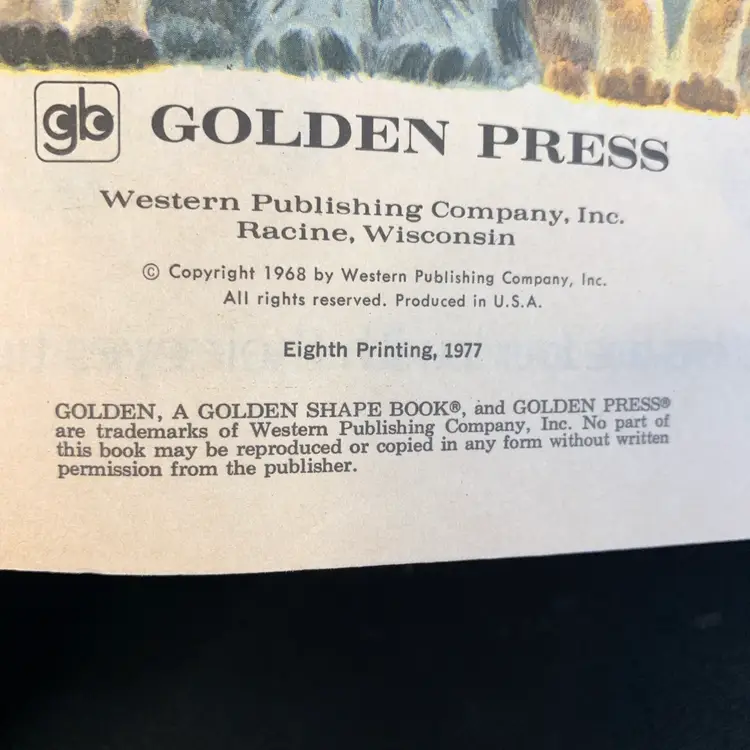 gb GOLDEN PRESS
Western Publishing Company, Inc.
Racine, Wisconsin
© Copyright 1968 by Western Publishing Company, Inc.
All rights reserved. Produced in U.S.A.
Eighth Printing, 1977
GOLDEN, A GOLDEN SHAPE BOOK®, and GOLDEN PRESS®
are trademarks of Western Publishing Company, Inc. No part of
this book may be reproduced or copied in any form without written
permission from the publisher.